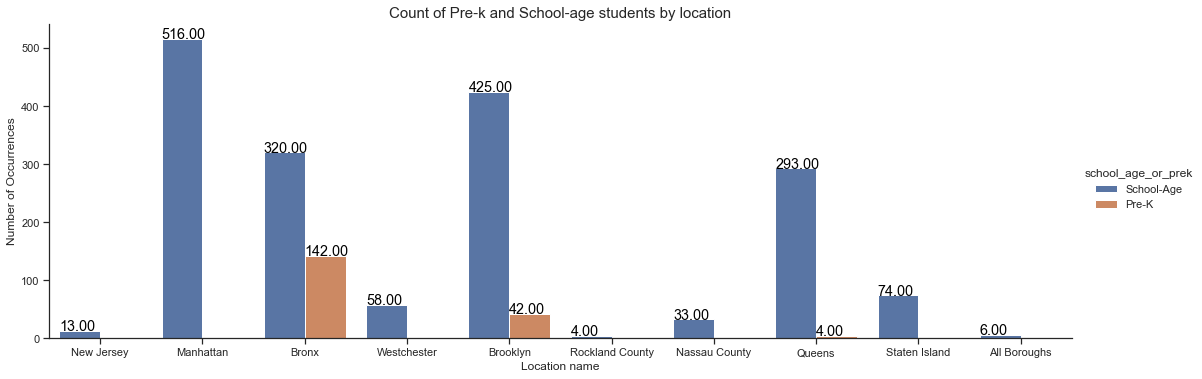 Count of Pre-k and School-age students by location
Number of Occurrences
500
400
300
200
100
0
13.00
516.00
320.00
142.00
58.00
425.00
42.00
4.00
33.00
293.00
4.00
74.00
6.00
New Jersey
Manhattan
Bronx
Westchester
Brooklyn
Rockland County
Nassau County
Queens
Staten Island
All Boroughs
Location name
school_age_or_prek
School-Age
Pre-K